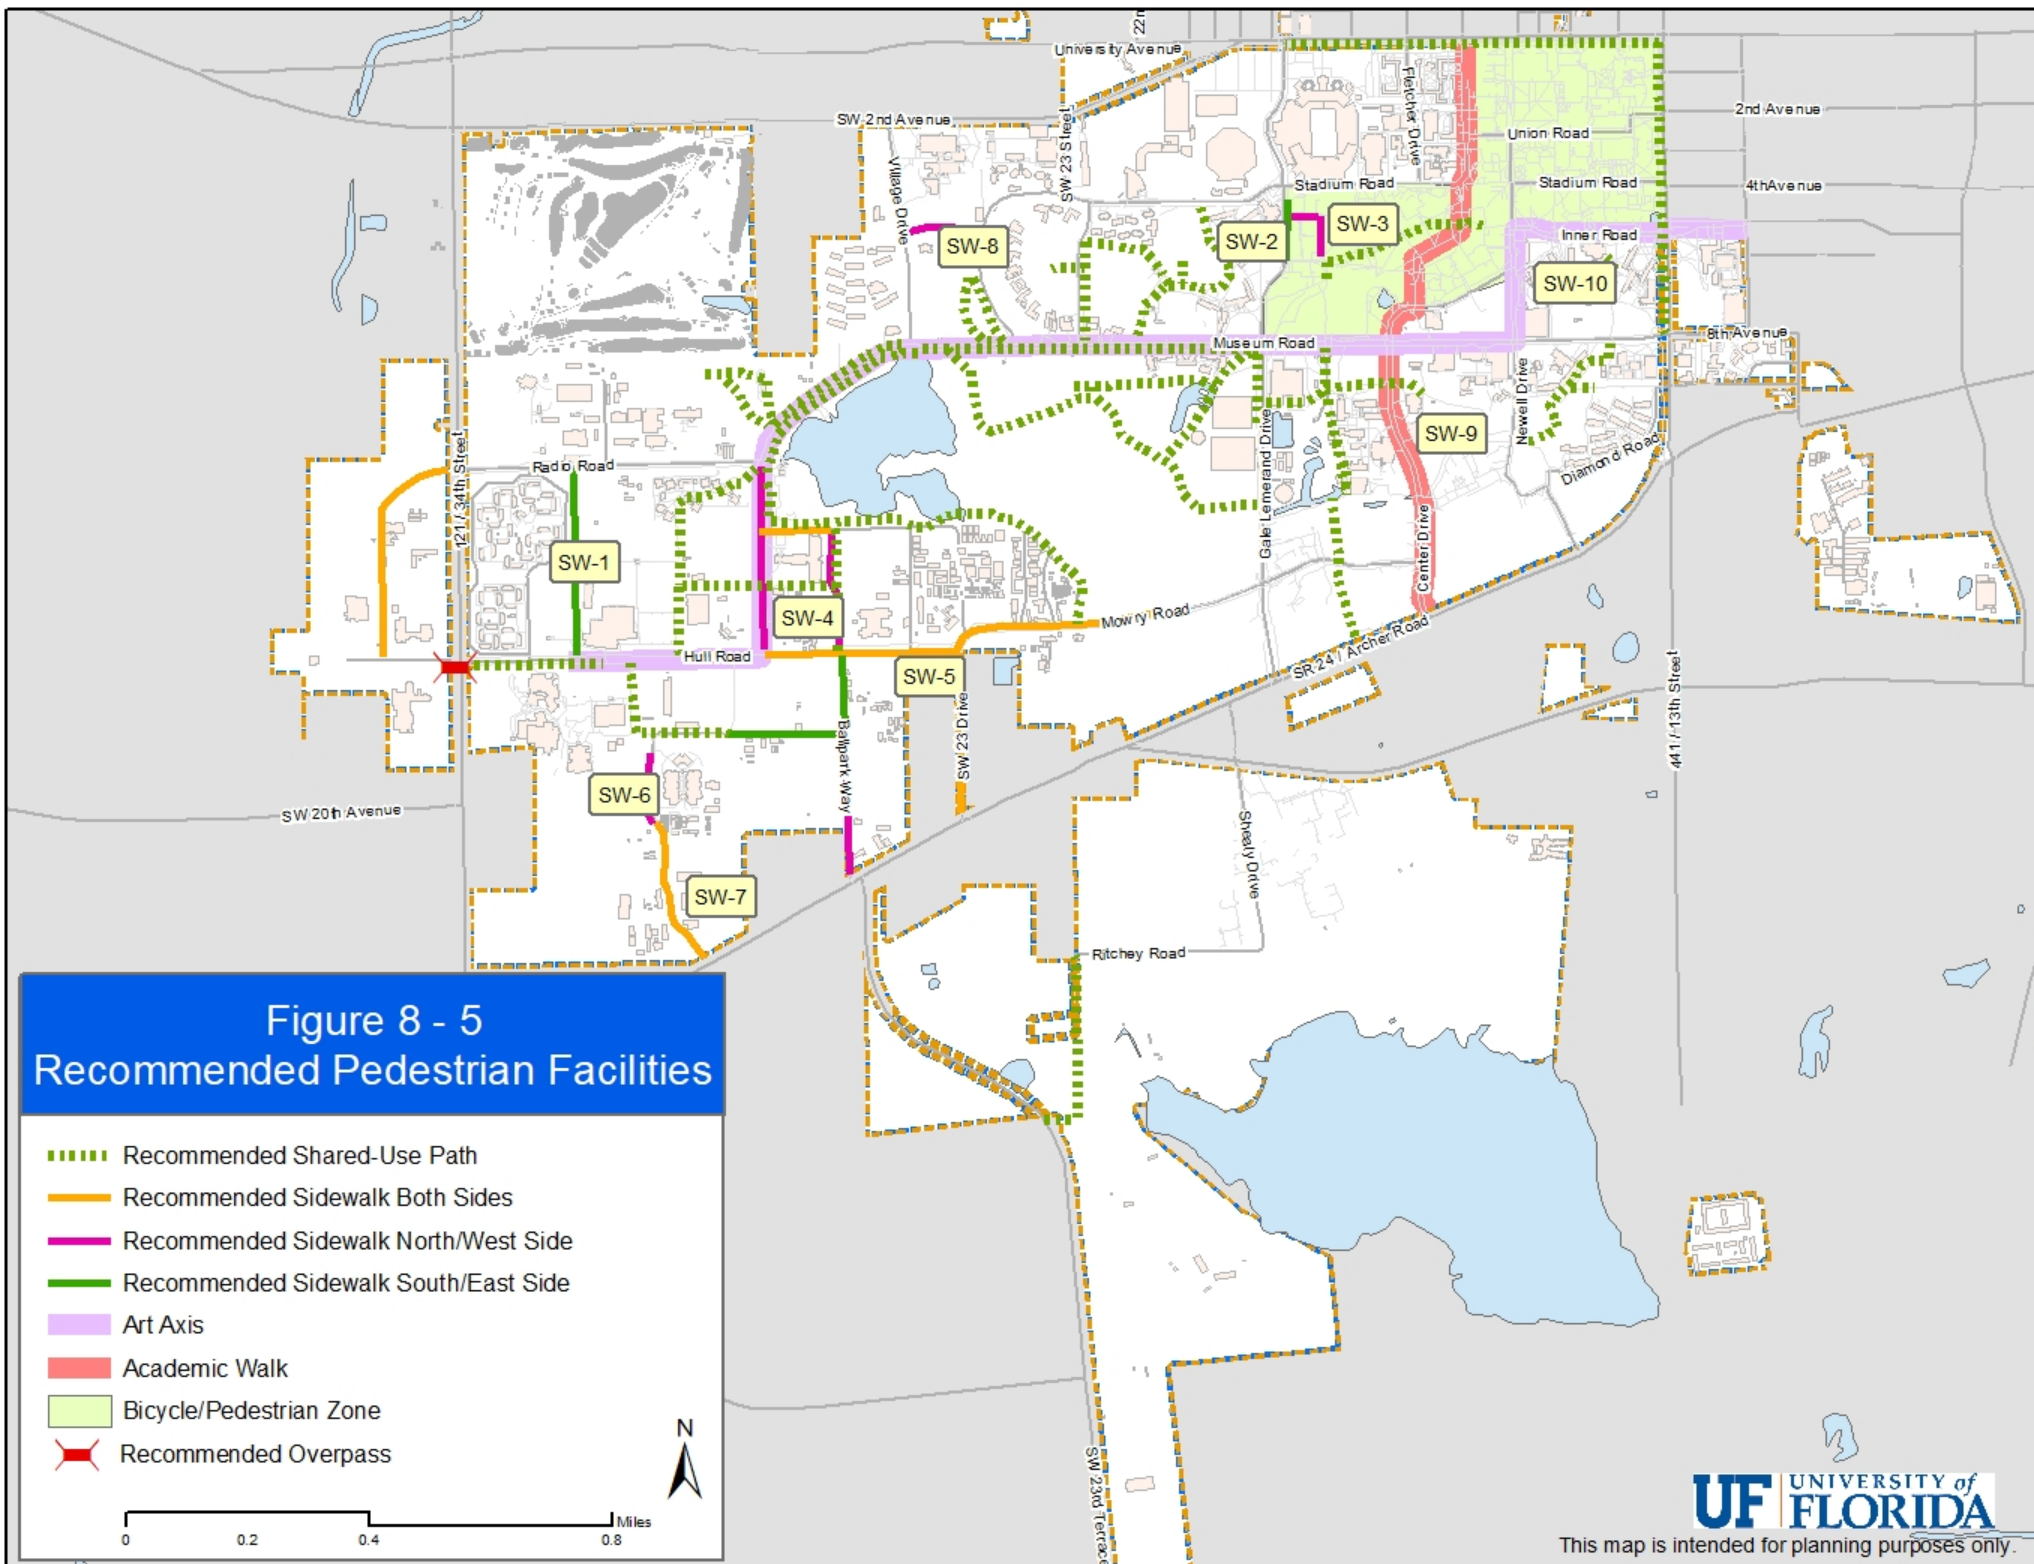 22n
University Avenue
SW 2nd Avenue
SW 23 Street
Village Drive
Fletcher Drive
2nd Avenue
Union Road
Stadium Road
Stadium Road
4thAvenue
SW-8
SW-2
SW-3
Inner Road
SW-10
Museum Road
8th Avenue
Newell Drive
SW-9
Diamond Road
121 / 34th Street
Radio Road
Gale Lemerand Drive
SW-1
Center Drive
SW-4
Mowry Road
Hull Road
SW-5
SR 24 / Archer Road
441 / 13th Street
SW 23 Drive
Ballpark Way
SW-6
SW 20th Avenue
Shealy Drive
SW-7
Ritchey Road
SW 23rd Terrace
Figure 8 - 5
Recommended Pedestrian Facilities
Recommended Shared-Use Path
Recommended Sidewalk Both Sides
Recommended Sidewalk North/West Side
Recommended Sidewalk South/East Side
Art Axis
Academic Walk
Bicycle/Pedestrian Zone
Recommended Overpass
N
Miles
0 0.2 0.4 0.8
UF UNIVERSITY of
FLORIDA
This map is intended for planning purposes only.